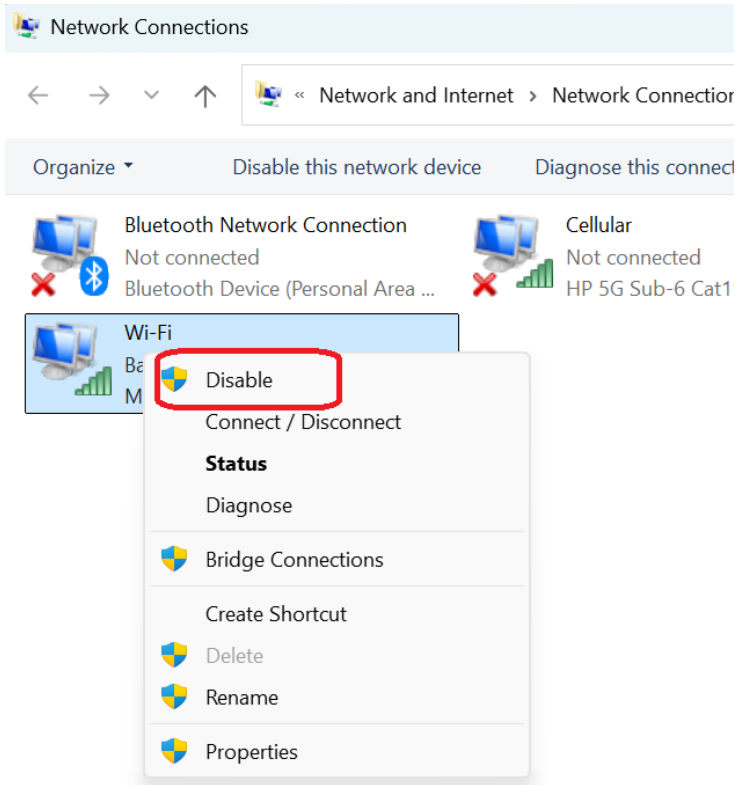 Network Connections
« Network and Internet > Network Connection
Organize Disable this network device Diagnose this connect
Bluetooth Network Connection
Not connected
Bluetooth Device (Personal Area ...
Cellular
Not connected
HP 5G Sub-6 Cat1
Wi-Fi
Ba
M
Disable
Connect / Disconnect
Status
Diagnose
Bridge Connections
Create Shortcut
Delete
Rename
Properties